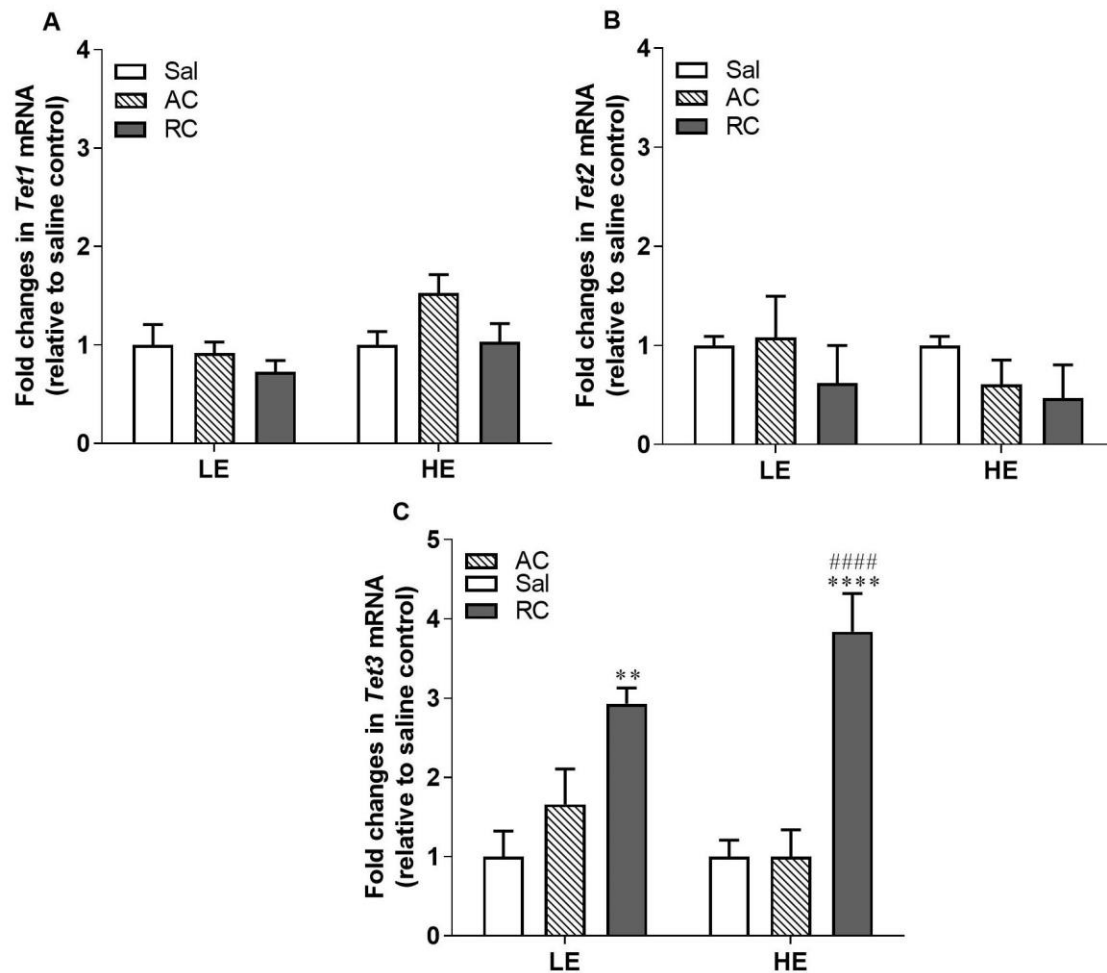 A
Fold changes in Tet1 mRNA
(relative to saline control)
4
3
2
1
0
Sal
AC
RC
LE
HE
B
Fold changes in Tet2 mRNA
(relative to saline control)
4
3
2
1
0
Sal
AC
RC
LE
HE
C
Fold changes in Tet3 mRNA
(relative to saline control)
5
4
3
2
1
0
AC
Sal
RC
**
####
****
LE
HE